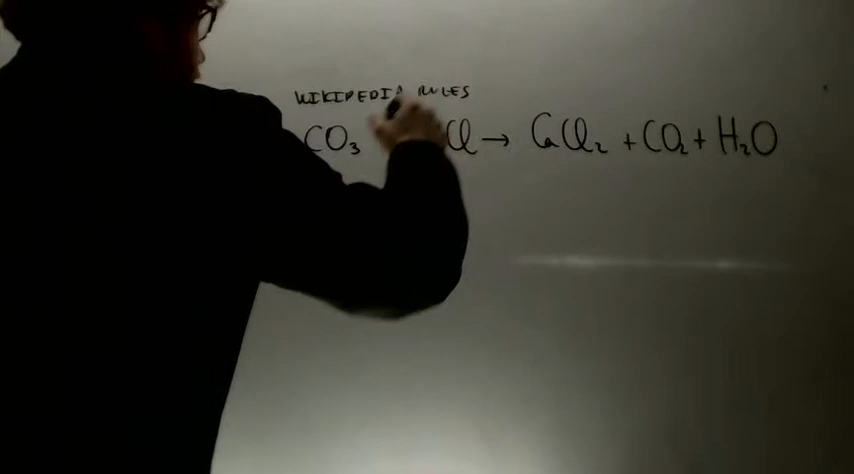 WIKIPEDIA RULES
CO₃ Cl → CaCl₂ + CO₂ + H₂O